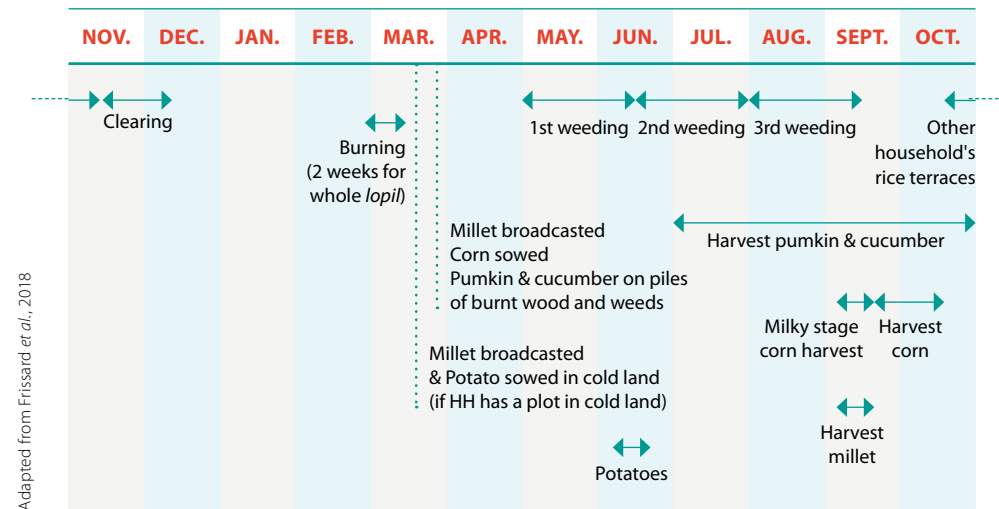 NOV. DEC. JAN. FEB. MAR. APR. MAY. JUN. JUL. AUG. SEPT. OCT.
Clearing
Burning
(2 weeks for
whole lopil)
1st weeding
2nd weeding
3rd weeding
Other
household's
rice terraces
Millet broadcasted
Corn sowed
Pumkin & cucumber on piles
of burnt wood and weeds
Harvest pumkin & cucumber
Milky stage
corn harvest
Harvest
corn
Millet broadcasted
& Potato sowed in cold land
(if HH has a plot in cold land)
Harvest
millet
Potatoes
Adapted from Frissard et al., 2018